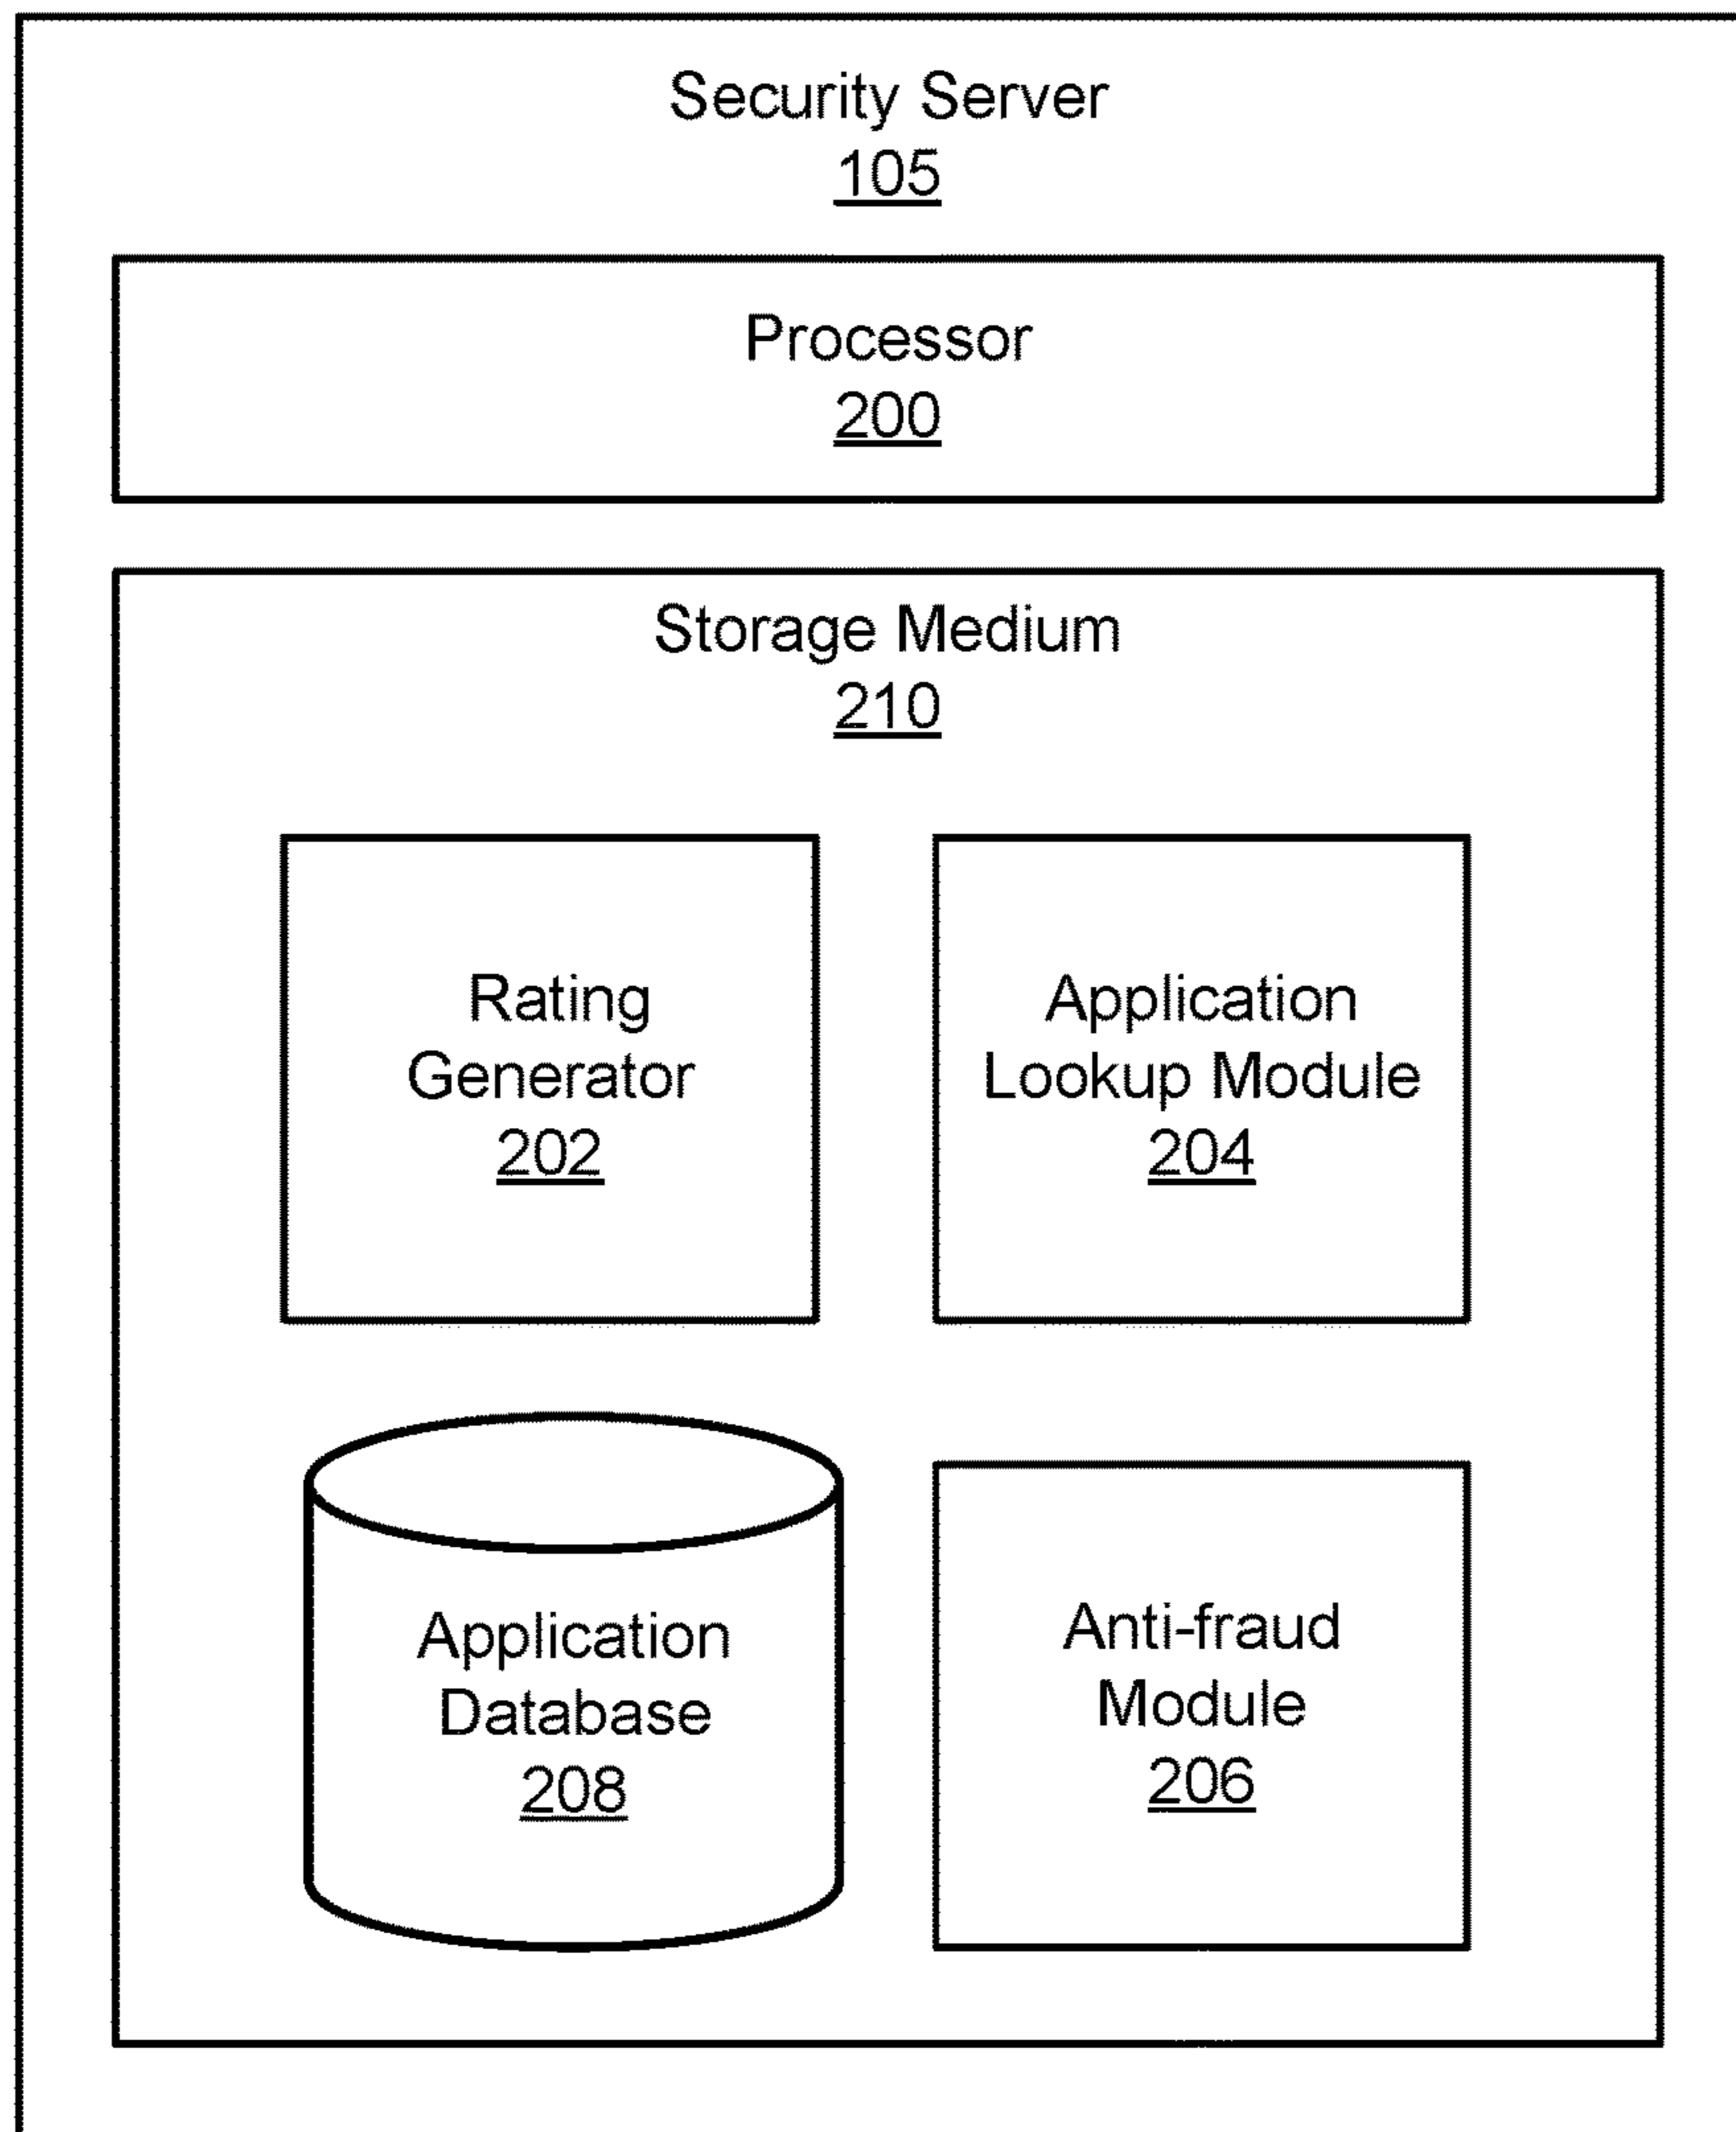 Security Server
105
Processor
200
Storage Medium
210
Rating
Generator
202
Application
Lookup Module
204
Application
Database
208
Anti-fraud
Module
206